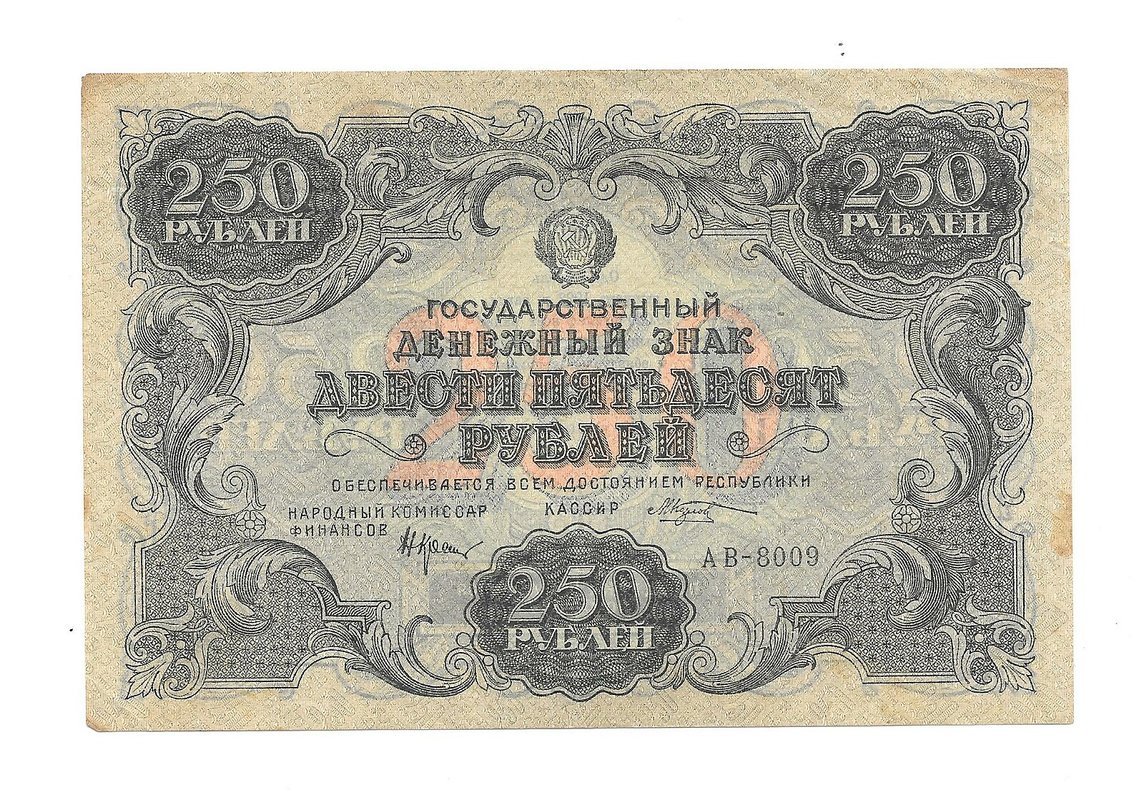 250
РУБЛЕЙ
250
РУБЛЕЙ
ГОСУДАРСТВЕННЫЙ
ДЕНЕЖНЫЙ ЗНАК
ДВЕСТИ ПЯТЬДЕСЯТ
РУБЛЕЙ
250
ОБЕСПЕЧИВАЕТСЯ ВСЕМ ДОСТОЯНИЕМ РЕСПУБЛИКИ
НАРОДНЫЙ КОМИССАР
ФИНАНСОВ
КАССИР
АВ-8009
250
РУБЛЕЙ